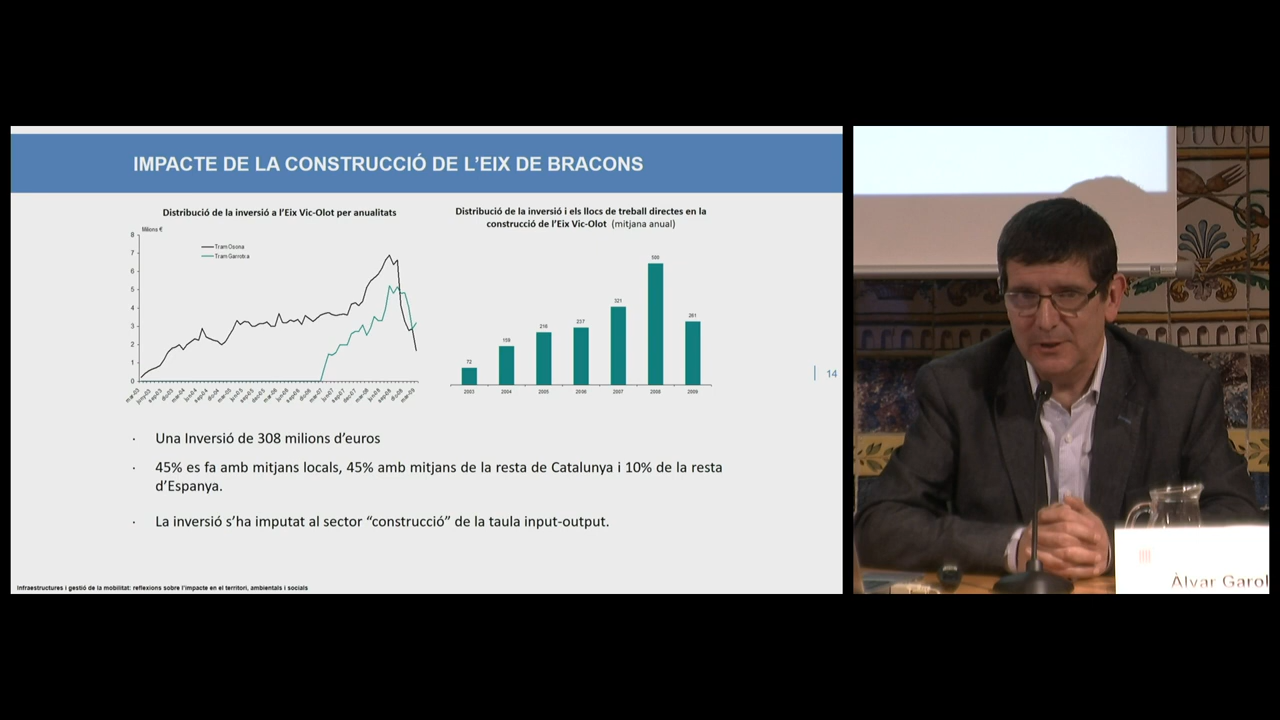 IMPACTE DE LA CONSTRUCCIÓ DE L'EIX DE BRACONS
Distribució de la inversió a l'Eix Vic-Olot per anualitats
Milions €
8
7
6
5
4
3
2
1
0
Tram Osona
Tram Garrotxa
Distribució de la inversió i els llocs de treball directes en la
construcció de l'Eix Vic-Olot (mitjana anual)
72
159
216
237
321
500
261
2003 2004 2005 2006 2007 2008 2009
14
· Una Inversió de 308 milions d'euros
· 45% es fa amb mitjans locals, 45% amb mitjans de la resta de Catalunya i 10% de la resta
d'Espanya.
· La inversió s'ha imputat al sector “construcció” de la taula input-output.
Infraestructures i gestió de la mobilitat: reflexions sobre l'impacte en el territori, ambientals i socials
Àlvar Garol